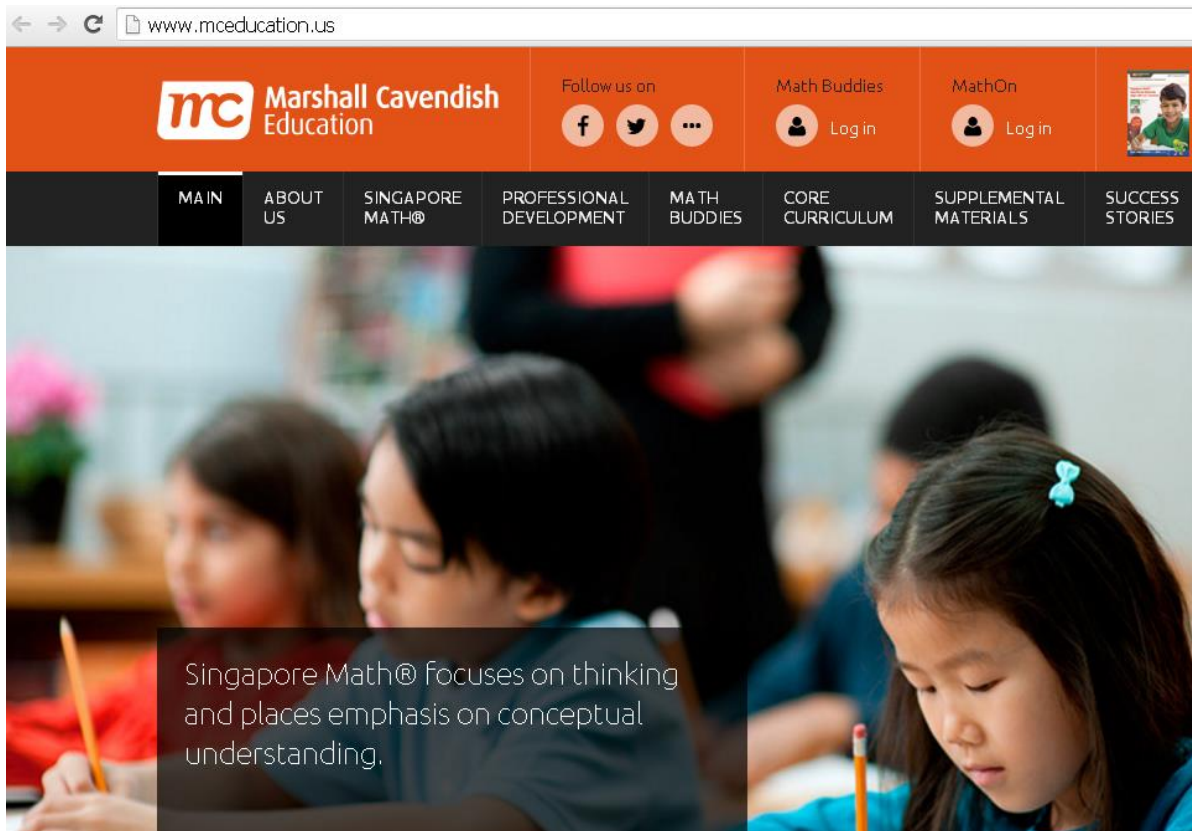 www.mceducation.us
mc
Marshall Cavendish
Education
Follow us on
Math Buddies
Log in
MathOn
Log in
MAIN
ABOUT
US
SINGAPORE
MATH®
PROFESSIONAL
DEVELOPMENT
MATH
BUDDIES
CORE
CURRICULUM
SUPPLEMENTAL
MATERIALS
SUCCESS
STORIES
Singapore Math® focuses on thinking
and places emphasis on conceptual
understanding.